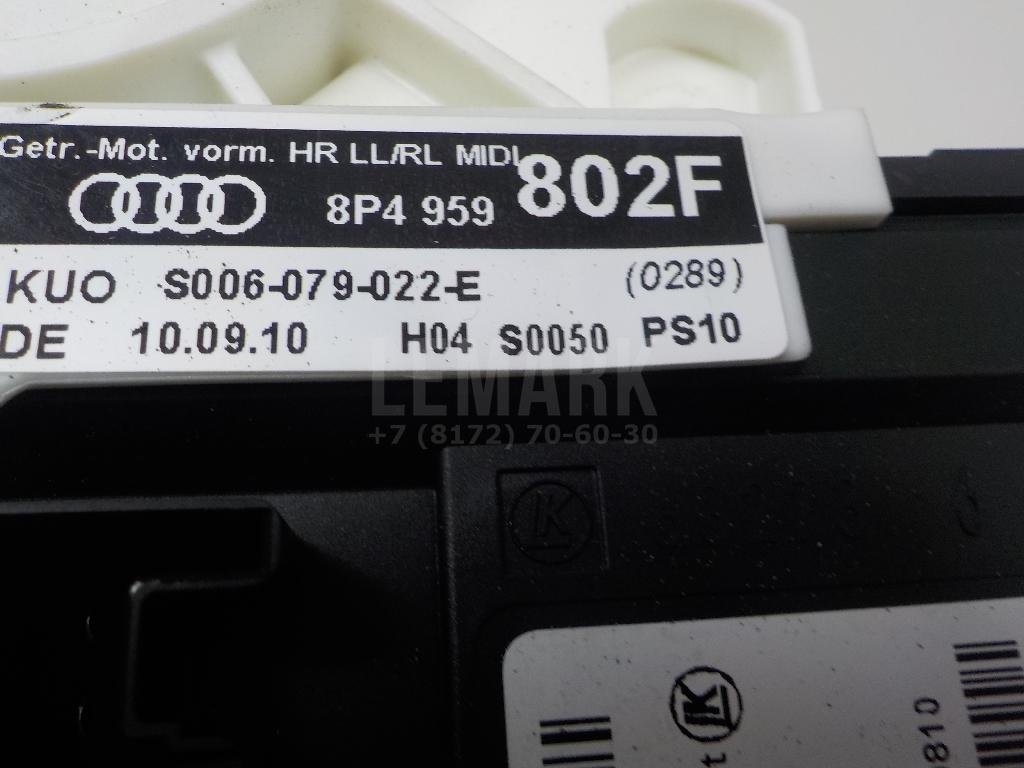 Getr.-Mot. vorm. HR LL/RL MIDI
8P4 959 802F
KUO S006-079-022-E (0289)
DE 10.09.10 H04 S0050 PS10
LEMARK
+7 (8172) 70-60-30
K
K